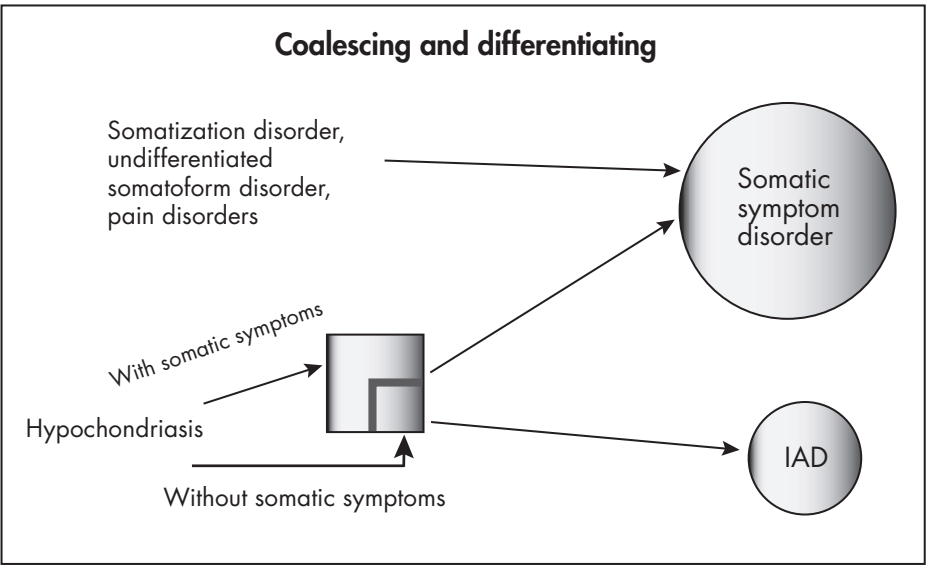 Coalescing and differentiating
Somatization disorder,
undifferentiated
somatoform disorder,
pain disorders
Somatic
symptom
disorder
With somatic symptoms
Hypochondriasis
IAD
Without somatic symptoms